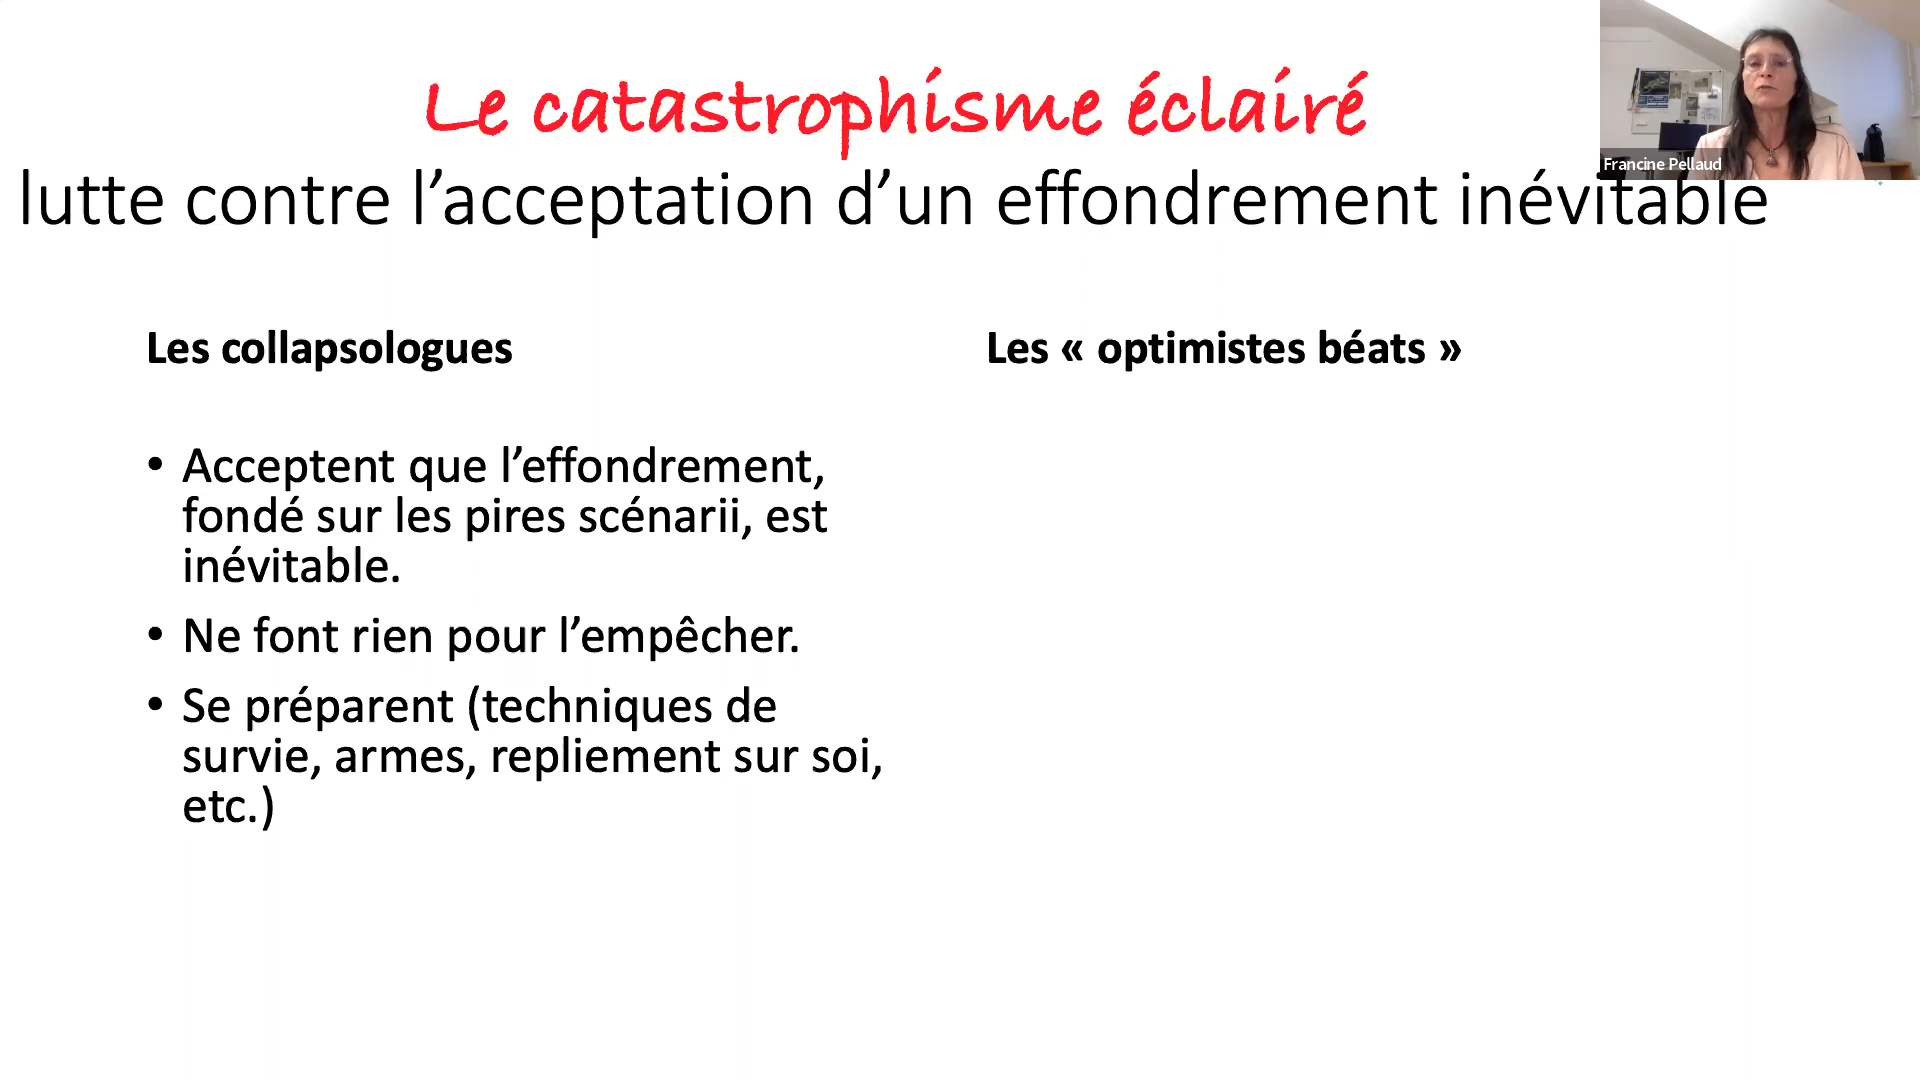 Le catastrophisme éclairé
lutte contre l’acceptation d’un effondrement inévitable
Francine Pellaud
Les collapsologues
• Acceptent que l’effondrement,
fondé sur les pires scénarii, est
inévitable.
• Ne font rien pour l’empêcher.
• Se préparent (techniques de
survie, armes, repliement sur soi,
etc.)
Les « optimistes béats »